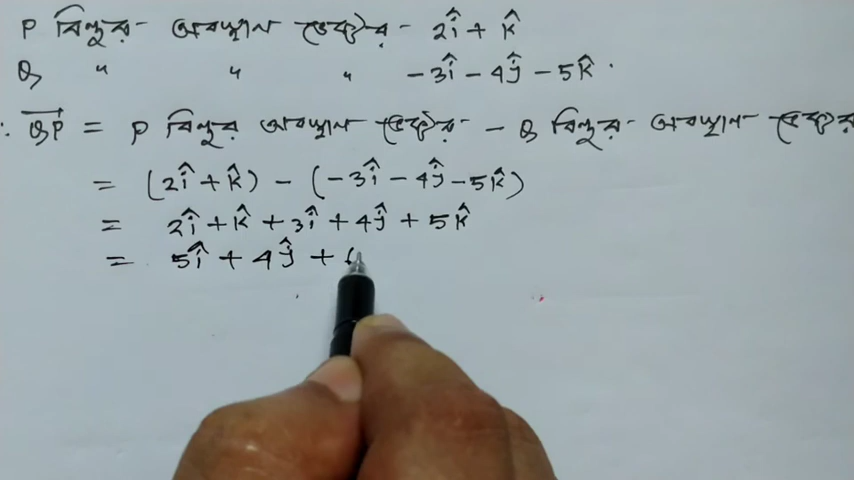 P বিন্দুর অবস্থান ভেক্টর 2î + k̂
Q " " " -3î - 4ĵ - 5k̂ .
∴ QP⃗ = P বিন্দুর অবস্থান ভেক্টর - Q বিন্দুর অবস্থান ভেক্টর
= (2î + k̂) - (-3î - 4ĵ - 5k̂)
= 2î + k̂ + 3î + 4ĵ + 5k̂
= 5î + 4ĵ +